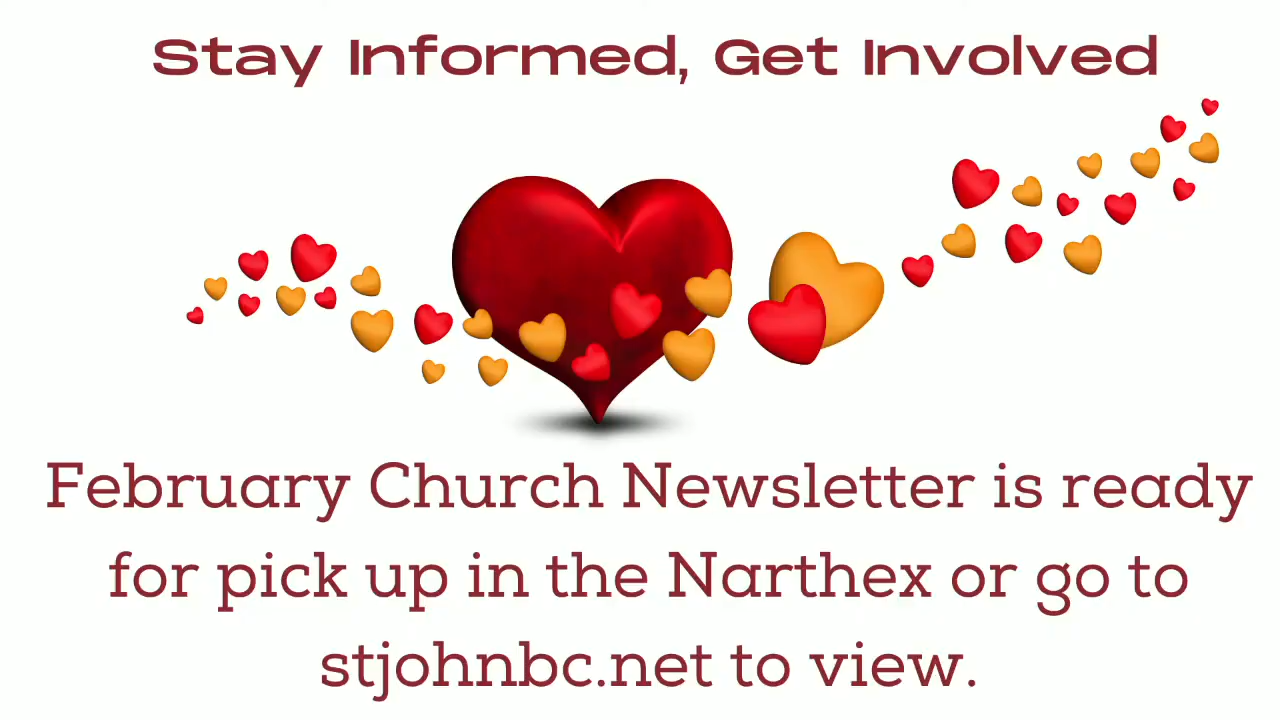 Stay Informed, Get Involved
February Church Newsletter is ready
for pick up in the Narthex or go to
stjohnbc.net to view.